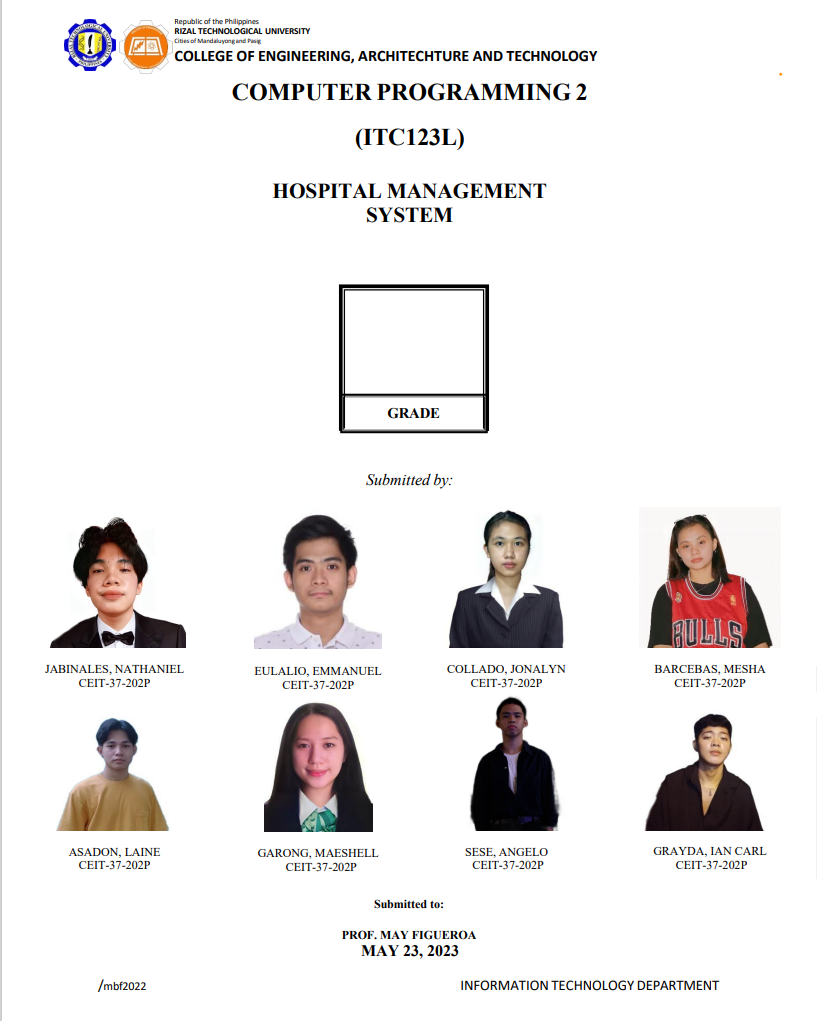 Republic of the Philippines
RIZAL TECHNOLOGICAL UNIVERSITY
Cities of Mandaluyong and Pasig
COLLEGE OF ENGINEERING, ARCHITECHTURE AND TECHNOLOGY
COMPUTER PROGRAMMING 2
(ITC123L)
HOSPITAL MANAGEMENT
SYSTEM
GRADE
Submitted by:
BULLS
JABINALES, NATHANIEL
CEIT-37-202P
EULALIO, EMMANUEL
CEIT-37-202P
COLLADO, JONALYN
CEIT-37-202P
BARCEBAS, MESHA
CEIT-37-202P
ASADON, LAINE
CEIT-37-202P
GARONG, MAESHELL
CEIT-37-202P
SESE, ANGELO
CEIT-37-202P
GRAYDA, IAN CARL
CEIT-37-202P
Submitted to:
PROF. MAY FIGUEROA
MAY 23, 2023
/mbf2022
INFORMATION TECHNOLOGY DEPARTMENT